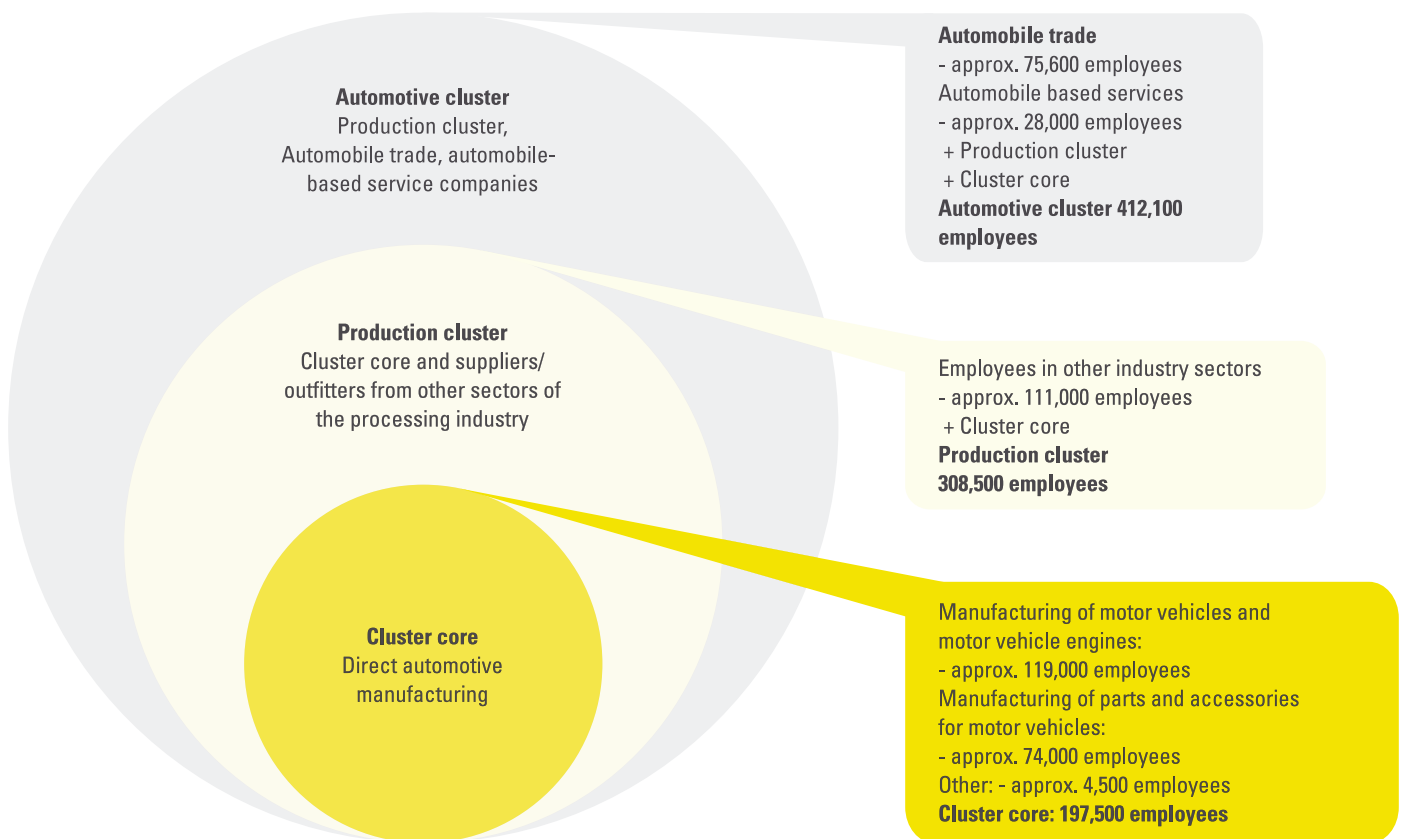 Automotive cluster
Production cluster,
Automobile trade, automobile-
based service companies
Automobile trade
- approx. 75,600 employees
Automobile based services
- approx. 28,000 employees
+ Production cluster
+ Cluster core
Automotive cluster 412,100
employees
Production cluster
Cluster core and suppliers/
outfitters from other sectors of
the processing industry
Employees in other industry sectors
- approx. 111,000 employees
+ Cluster core
Production cluster
308,500 employees
Cluster core
Direct automotive
manufacturing
Manufacturing of motor vehicles and
motor vehicle engines:
- approx. 119,000 employees
Manufacturing of parts and accessories
for motor vehicles:
- approx. 74,000 employees
Other: - approx. 4,500 employees
Cluster core: 197,500 employees